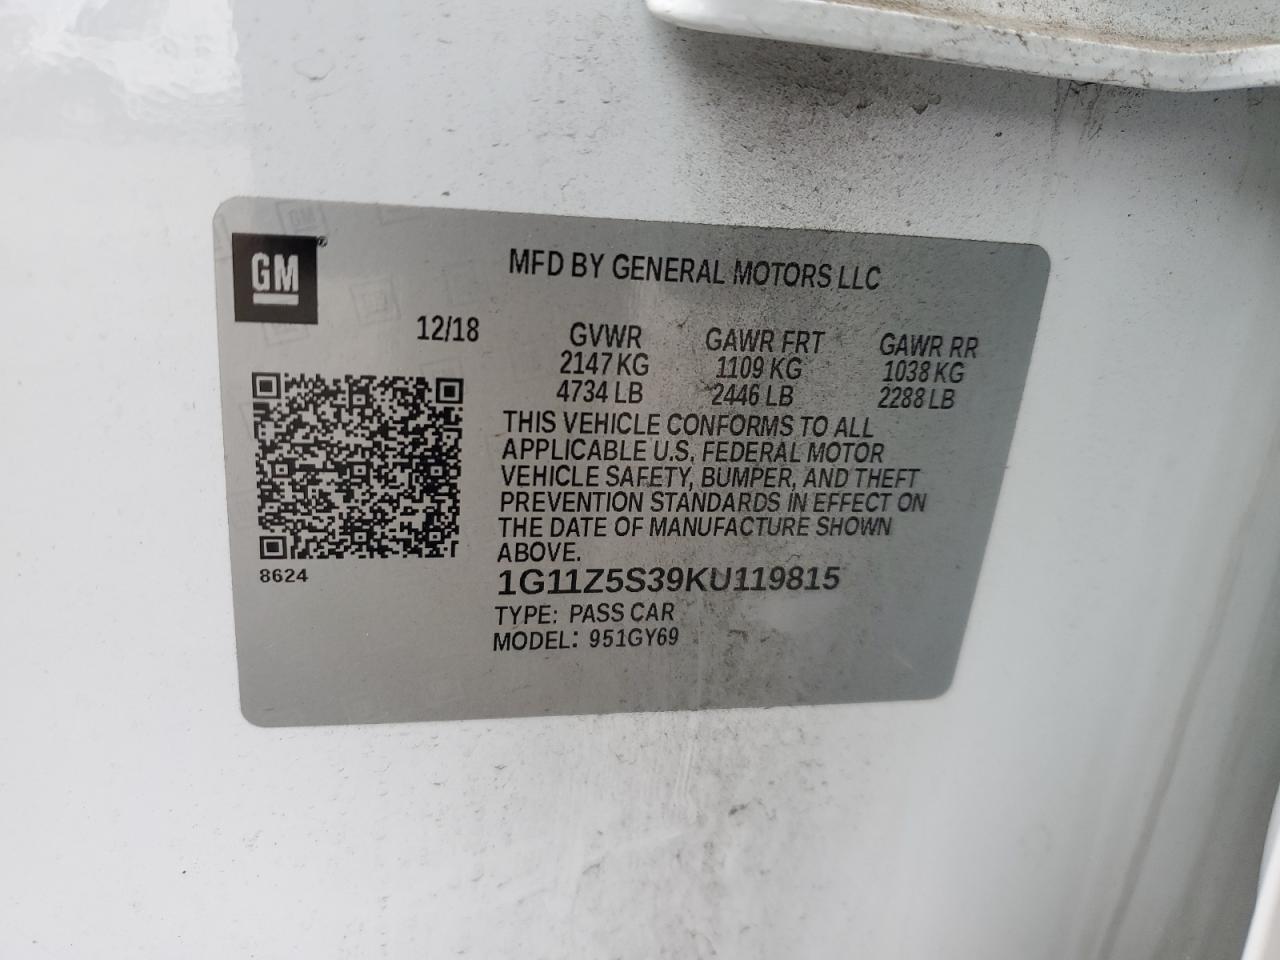 GM
MFD BY GENERAL MOTORS LLC
12/18
GVWR GAWR FRT GAWR RR
2147 KG 1109 KG 1038 KG
4734 LB 2446 LB 2288 LB
THIS VEHICLE CONFORMS TO ALL
APPLICABLE U.S. FEDERAL MOTOR
VEHICLE SAFETY, BUMPER, AND THEFT
PREVENTION STANDARDS IN EFFECT ON
THE DATE OF MANUFACTURE SHOWN
ABOVE.
8624
1G11Z5S39KU119815
TYPE: PASS CAR
MODEL: 951GY69